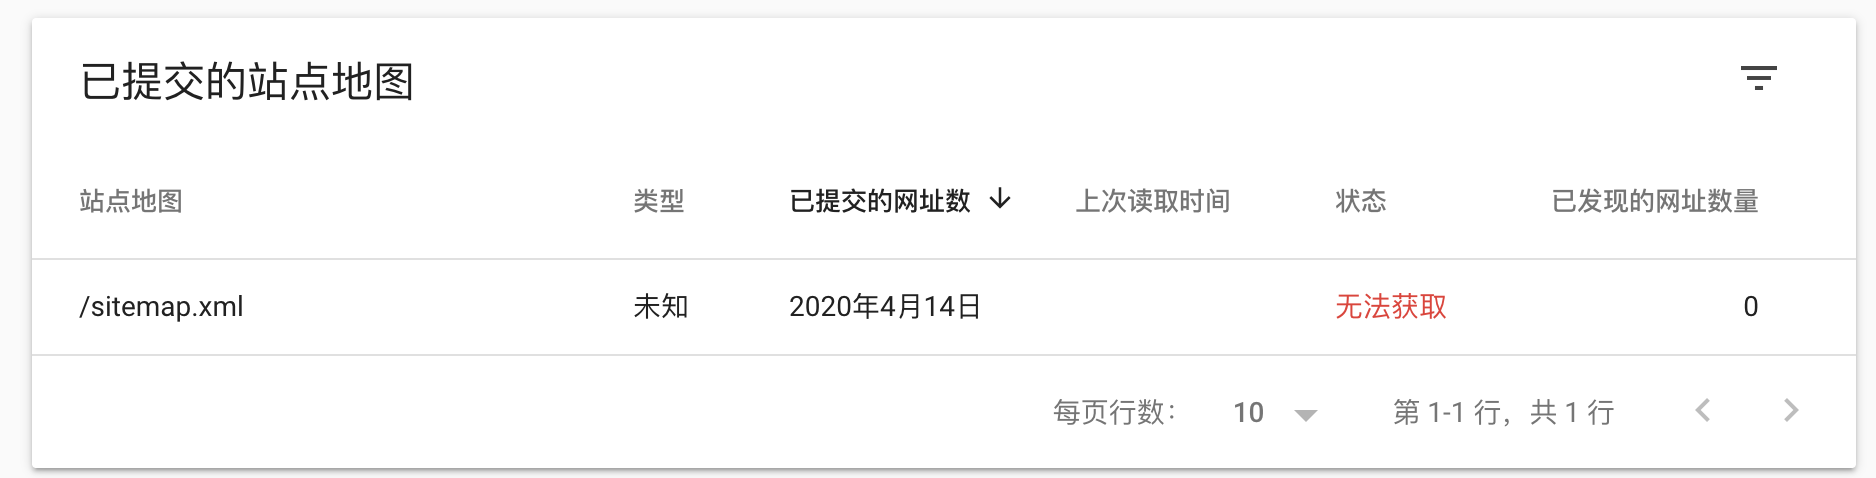 已提交的站点地图
站点地图 类型 已提交的网址数 上次读取时间 状态 已发现的网址数量
/sitemap.xml 未知 2020年4月14日 无法获取 0
每页行数： 10 第 1-1 行，共 1 行